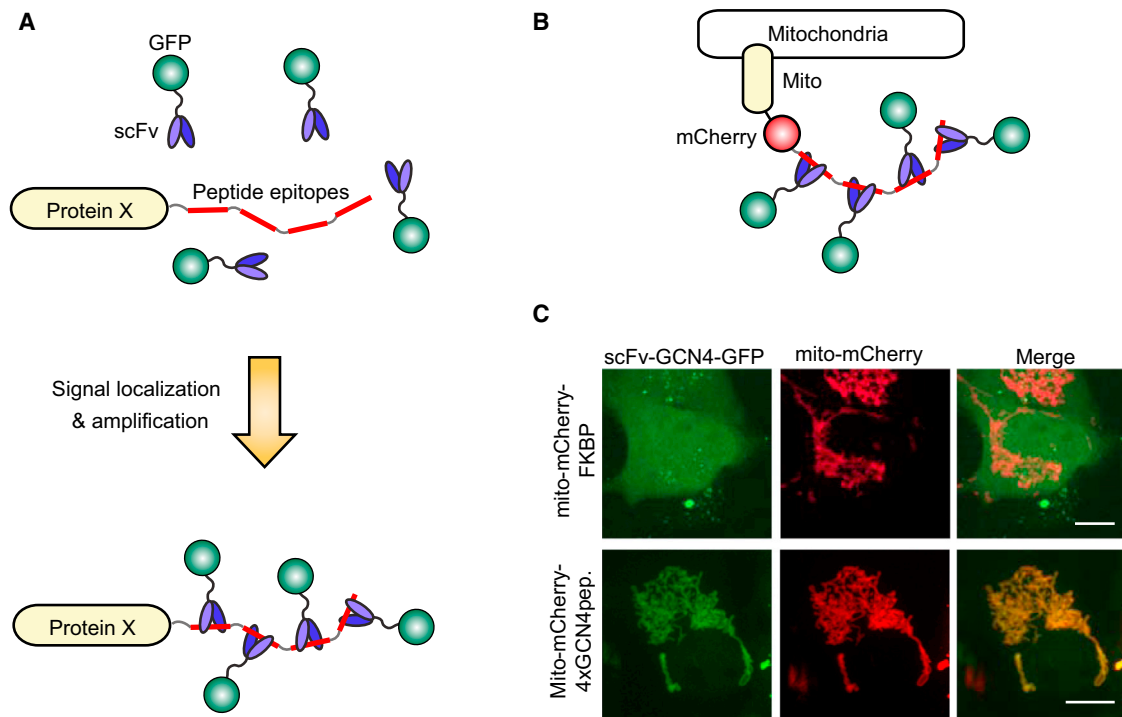 A
GFP
scFv
Peptide epitopes
Protein X
Signal localization
& amplification
Protein X
B
Mitochondria
Mito
mCherry
C
scFv-GCN4-GFP
mito-mCherry
Merge
mito-mCherry-
FKBP
Mito-mCherry-
4xGCN4pep.